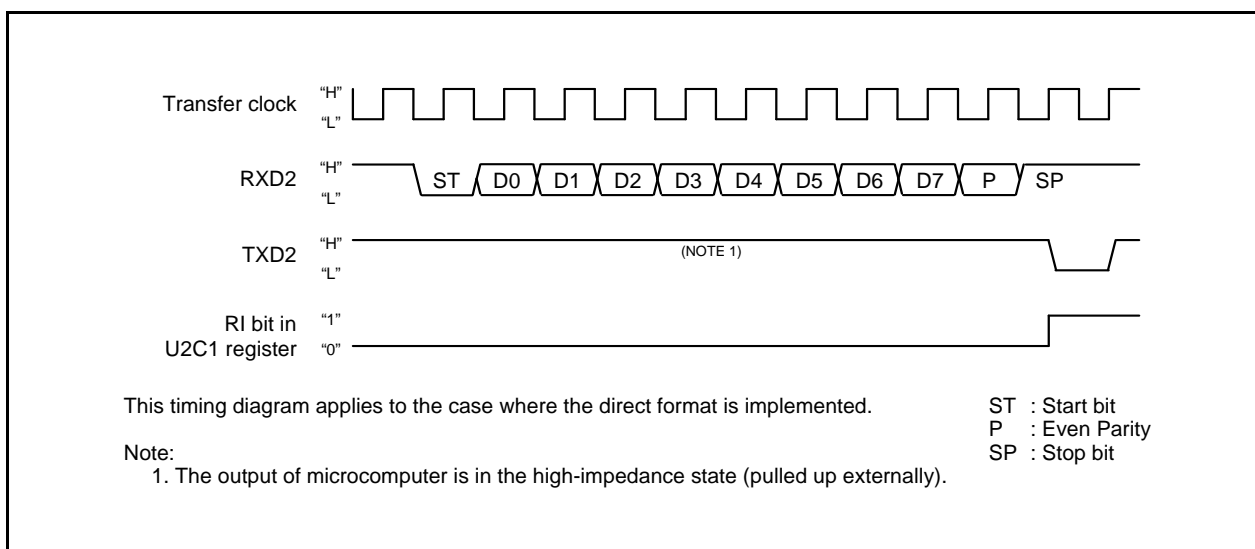 Transfer clock “H”
“L”
RXD2 “H”
“L”
ST D0 D1 D2 D3 D4 D5 D6 D7 P SP
TXD2 “H”
“L”
(NOTE 1)
RI bit in “1”
U2C1 register “0”
This timing diagram applies to the case where the direct format is implemented.
ST : Start bit
P : Even Parity
SP : Stop bit
Note:
1. The output of microcomputer is in the high-impedance state (pulled up externally).